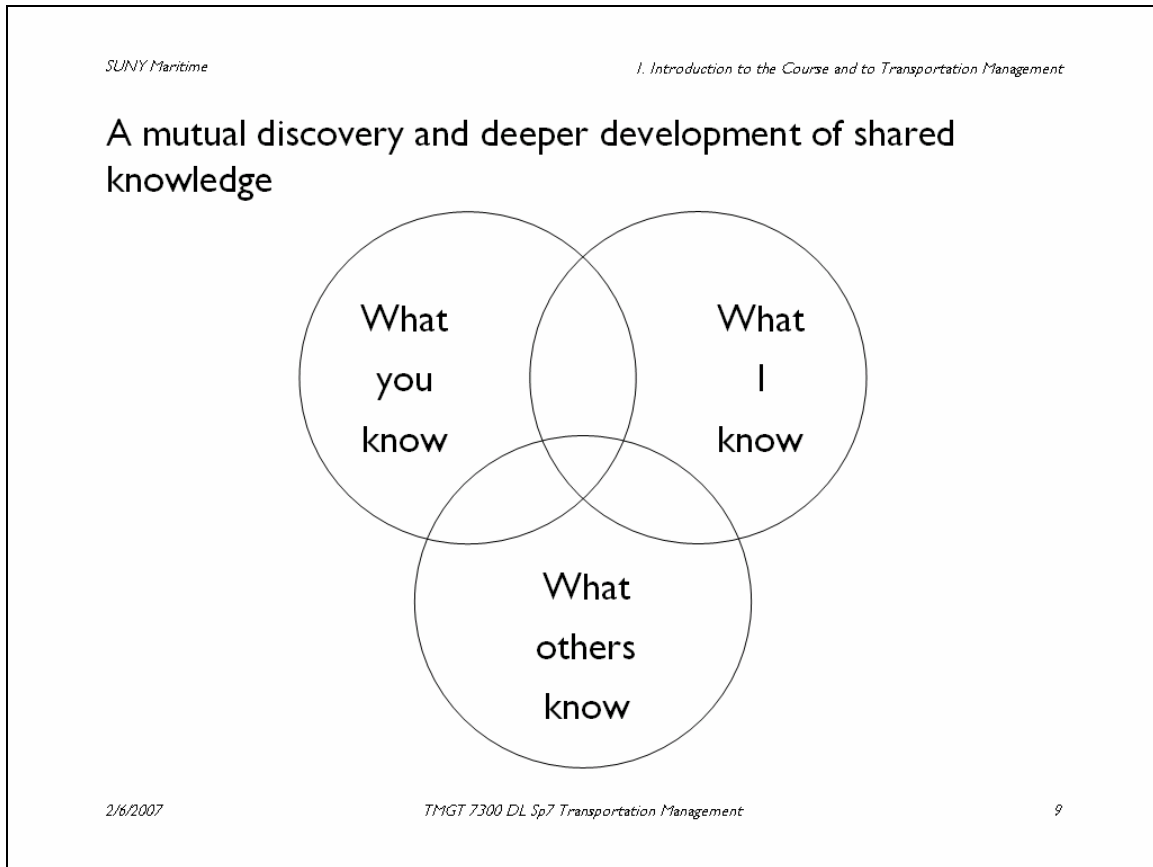 SUNY Maritime
1. Introduction to the Course and to Transportation Management
A mutual discovery and deeper development of shared
knowledge
What
you
know
What
I
know
What
others
know
2/6/2007
TMGT 7300 DL Sp7 Transportation Management
9